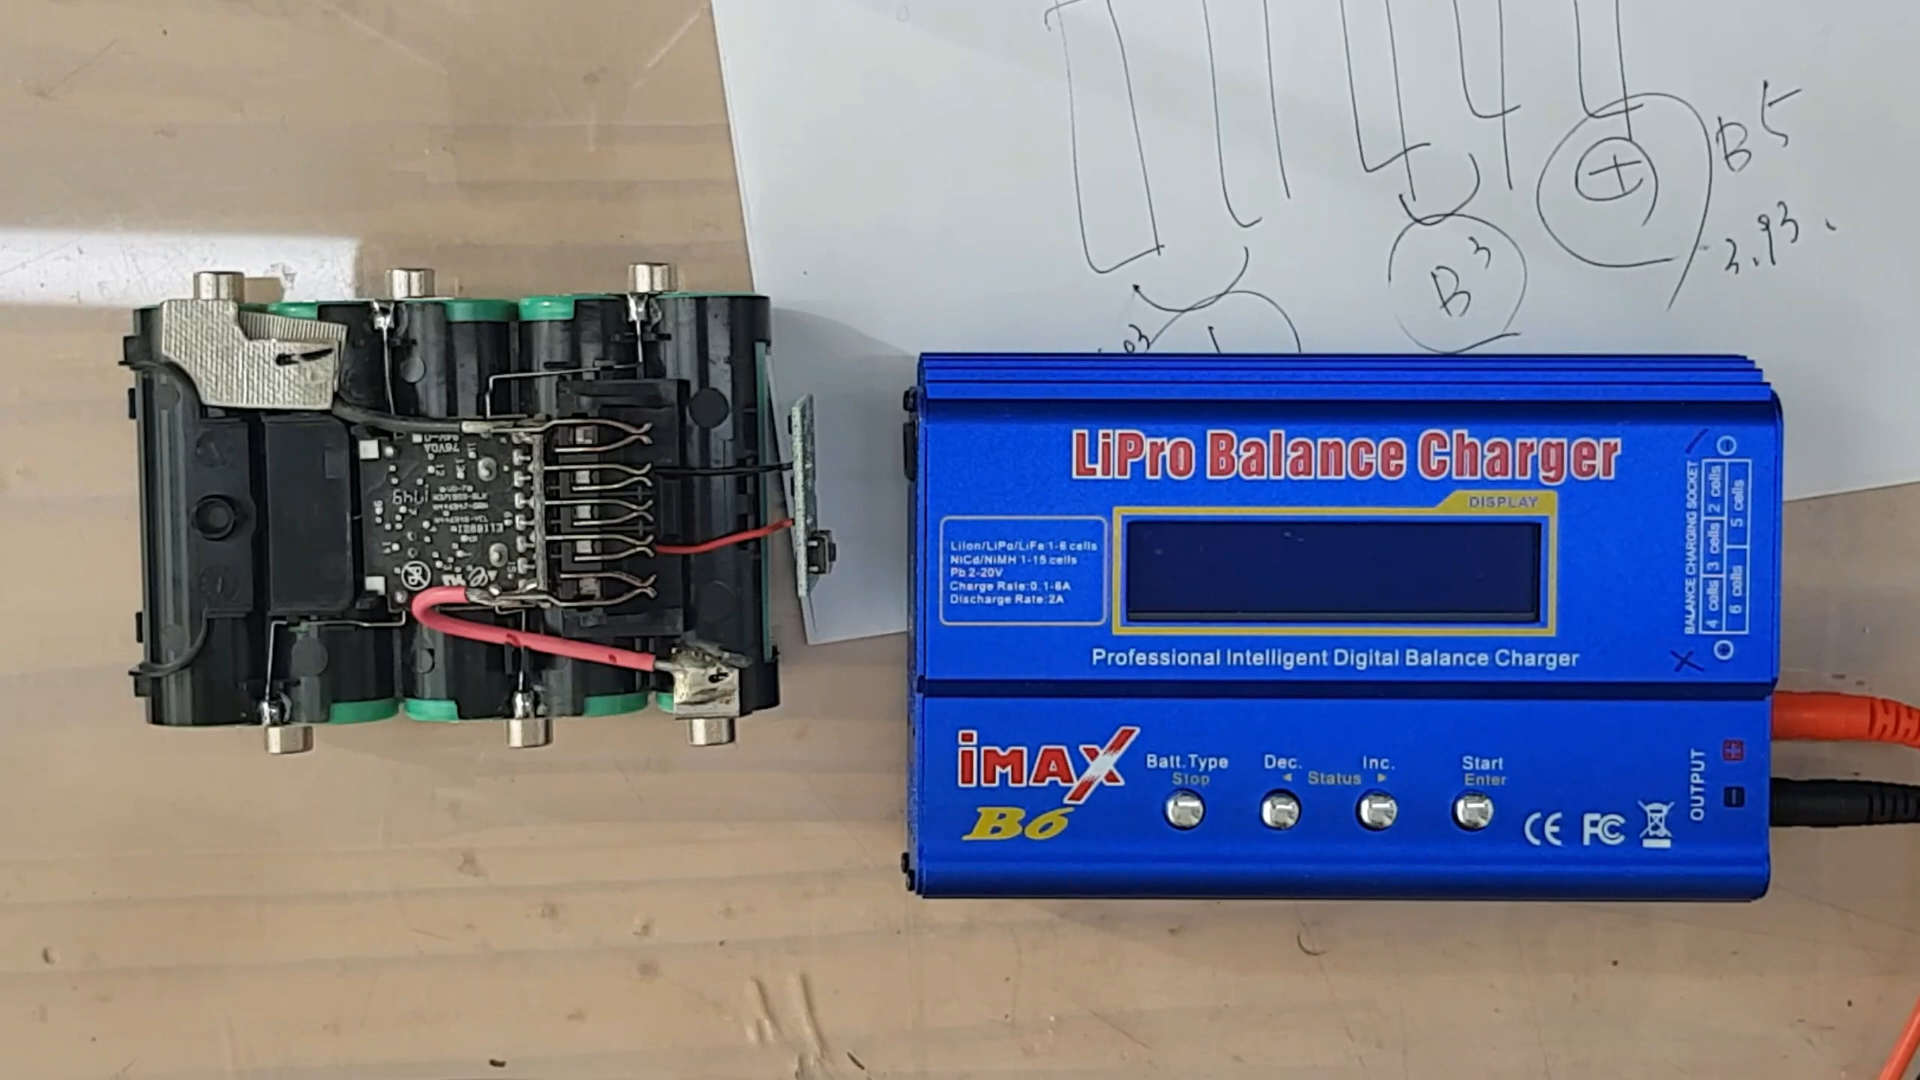 B5
3.93.
B3
03
LiPro Balance Charger
DISPLAY
LiIon/LiPo/LiFe 1-6 cells
NiCd/NiMH 1-15 cells
Pb 2-20V
Charge Rate:0.1-6A
Discharge Rate:2A
BALANCE CHARGING SOCKET
2 cells
3 cells
4 cells
5 cells
6 cells
Professional Intelligent Digital Balance Charger
iMAX
B6
Batt.Type
Stop
Dec.
Inc.
Status
Start
Enter
OUTPUT
CE FC